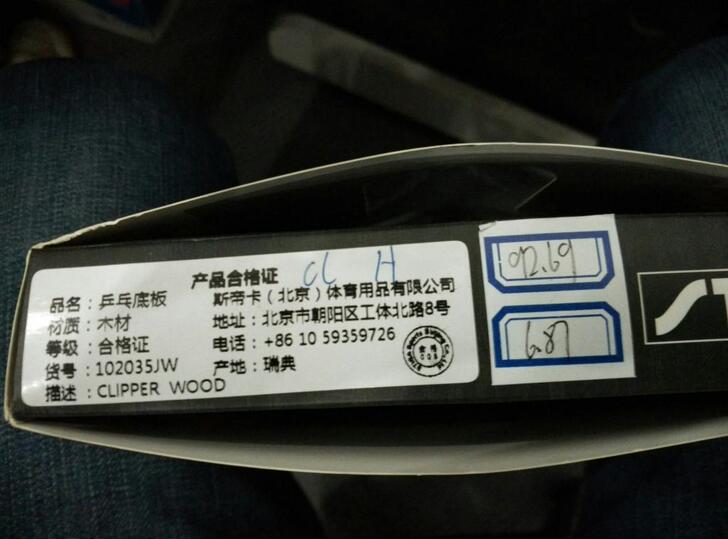 产品合格证 CL H
品名：乒乓底板
斯帝卡（北京）体育用品有限公司
材质：木材
地址：北京市朝阳区工体北路8号
等级：合格证
电话：+86 10 59359726
货号：102035JW
产地：瑞典
描述：CLIPPER WOOD
92.69
6.87
ST